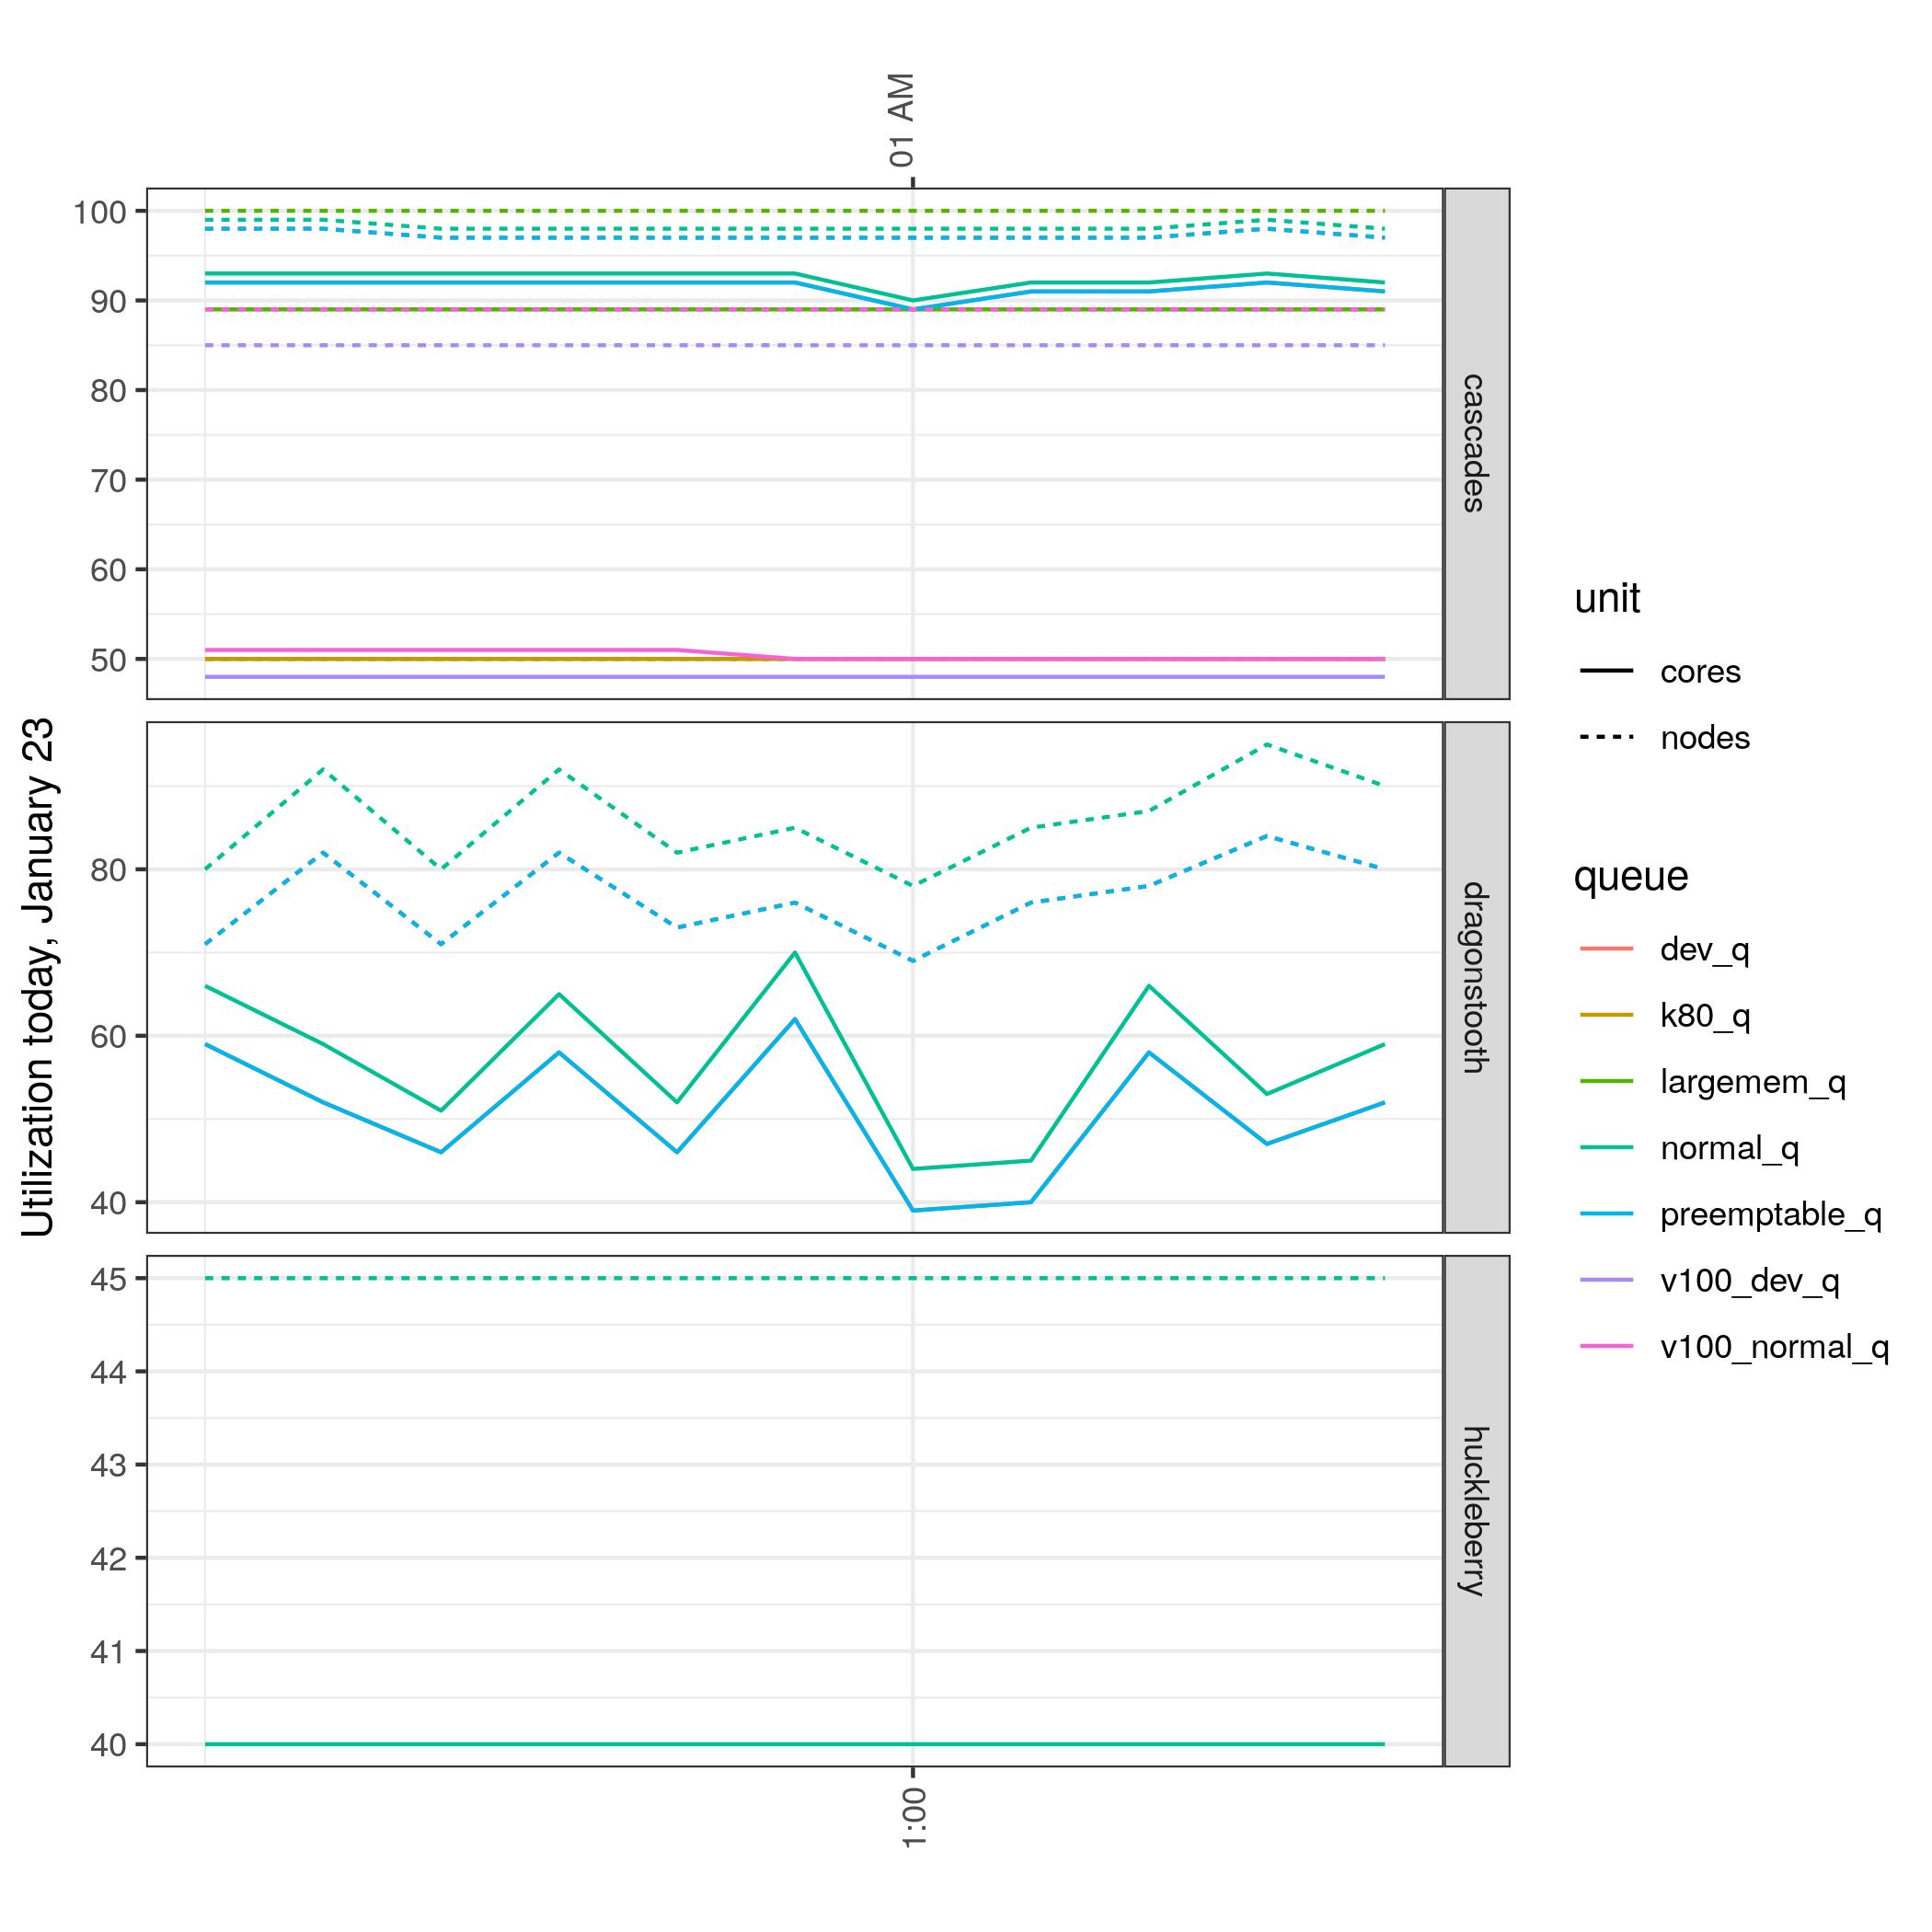 01 AM
Utilization today, January 23
100
90
80
70
60
50
cascades
80
60
40
dragonstooth
45
44
43
42
41
40
huckleberry
1:00
unit
cores
nodes
queue
dev_q
k80_q
largemem_q
normal_q
preemptable_q
v100_dev_q
v100_normal_q